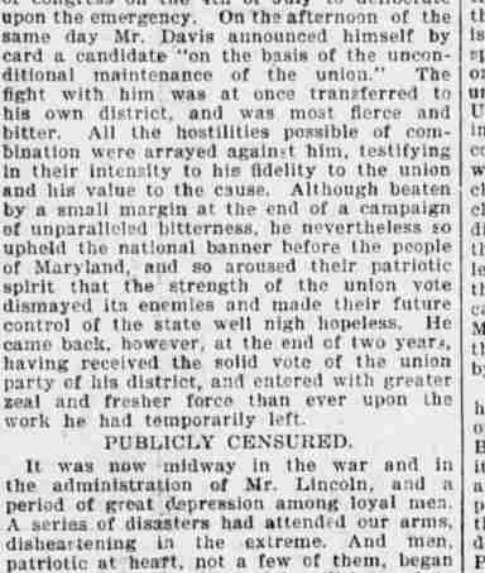 of congress on the 4th of July to deliberate
upon the emergency. On the afternoon of the
same day Mr. Davis announced himself by
card a candidate "on the basis of the uncon-
ditional maintenance of the union." The
fight with him was at once transferred to
his own district, and was most fierce and
bitter. All the hostilities possible of com-
bination were arrayed against him, testifying
in their intensity to his fidelity to the union
and his value to the cause. Although beaten
by a small margin at the end of a campaign
of unparalleled bitterness, he nevertheless so
upheld the national banner before the people
of Maryland, and so aroused their patriotic
spirit that the strength of the union vote
dismayed its enemies and made their future
control of the state well nigh hopeless. He
came back, however, at the end of two years,
having received the solid vote of the union
party of his district, and entered with greater
zeal and fresher force than ever upon the
work he had temporarily left.
PUBLICLY CENSURED.
It was now midway in the war and in
the administration of Mr. Lincoln, and a
period of great depression among loyal men.
A series of disasters had attended our arms,
disheartening in the extreme. And men,
patriotic at heart, not a few of them, began